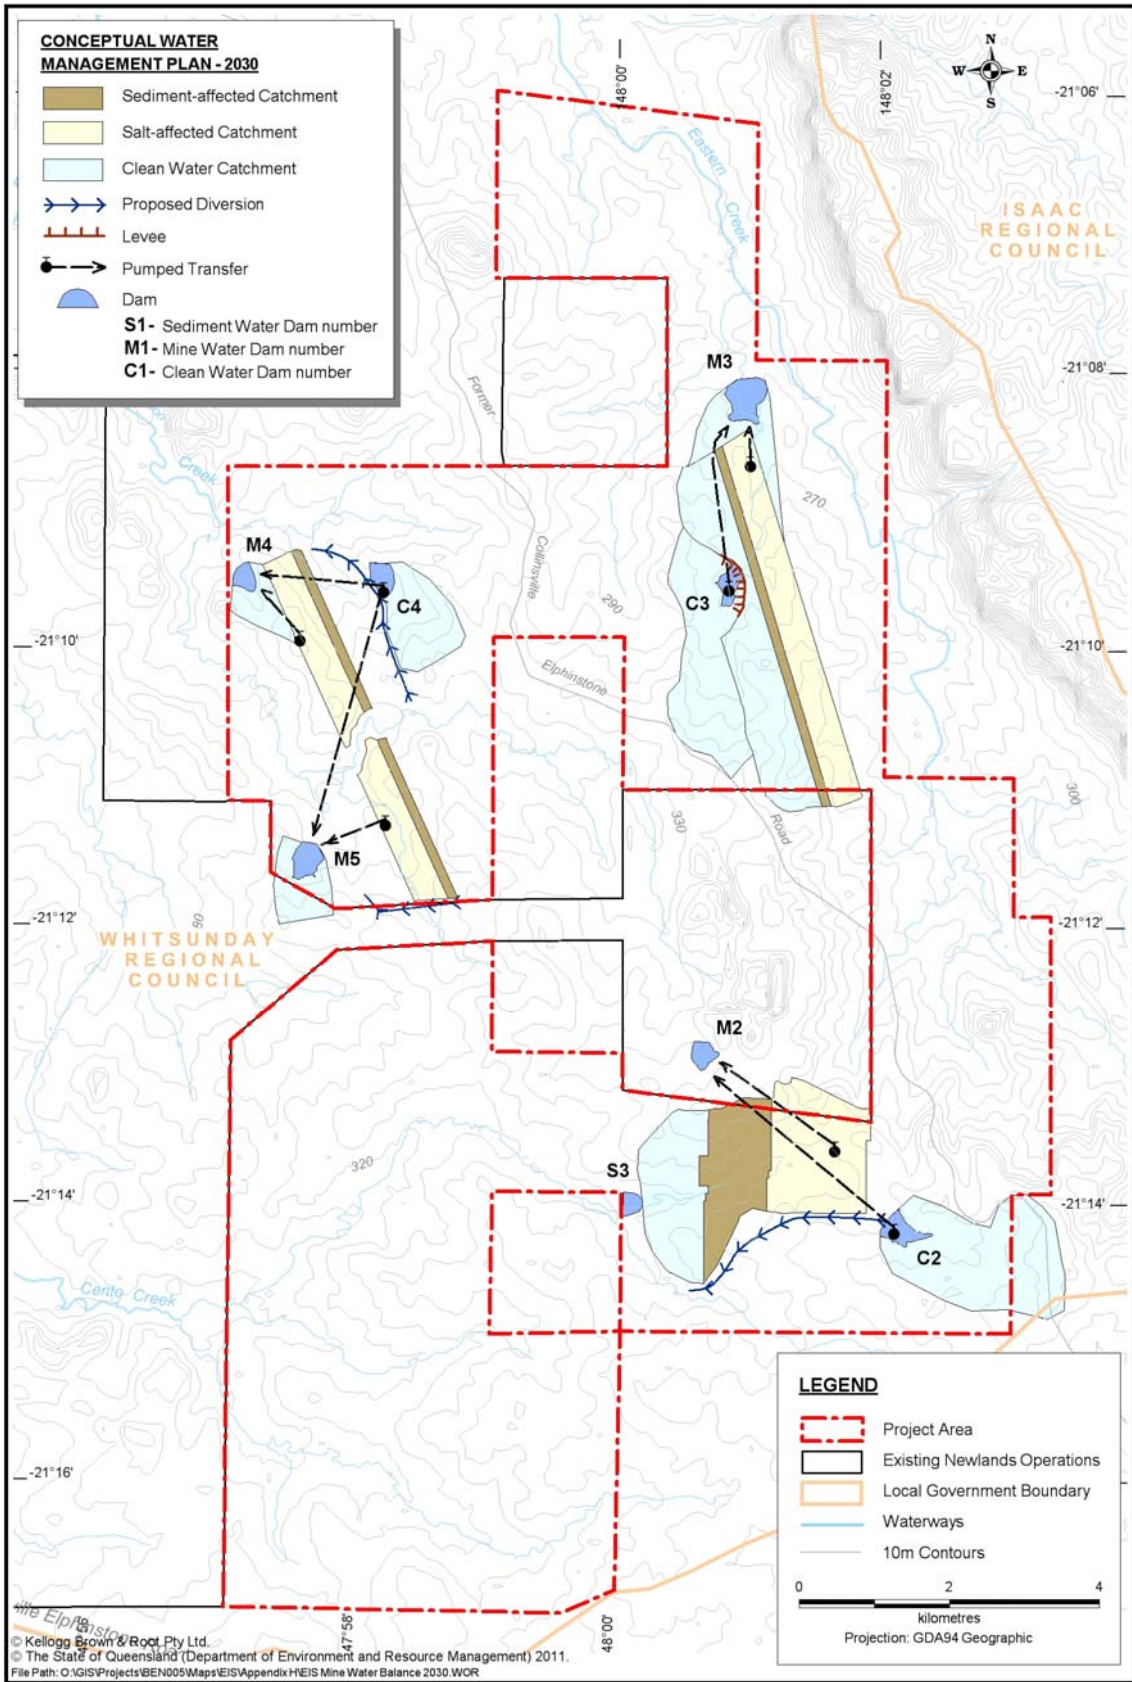 CONCEPTUAL WATER
MANAGEMENT PLAN - 2030
Sediment-affected Catchment
Salt-affected Catchment
Clean Water Catchment
Proposed Diversion
Levee
Pumped Transfer
Dam
S1- Sediment Water Dam number
M1- Mine Water Dam number
C1- Clean Water Dam number
148°00'
148°02'
N
W E
S
-21°06'
Eastern
Creek
ISAAC
REGIONAL
COUNCIL
M3
-21°08'
Former
Creek
270
M4
Collinsville
C4
C3
290
-21°10'
-21°10'
Elphinstone
300
330
Road
M5
90
-21°12'
-21°12'
WHITSUNDAY
REGIONAL
COUNCIL
M2
320
S3
-21°14'
-21°14'
C2
Cerito Creek
LEGEND
Project Area
Existing Newlands Operations
Local Government Boundary
Waterways
10m Contours
0 2 4
kilometres
Projection: GDA94 Geographic
-21°16'
ville Elphinstone Road
47°58'
48°00'
© Kellogg Brown & Root Pty Ltd.
© The State of Queensland (Department of Environment and Resource Management) 2011.
File Path: O:\GIS\Projects\BEN005\Maps\EIS\Appendix H\EIS Mine Water Balance 2030.WOR